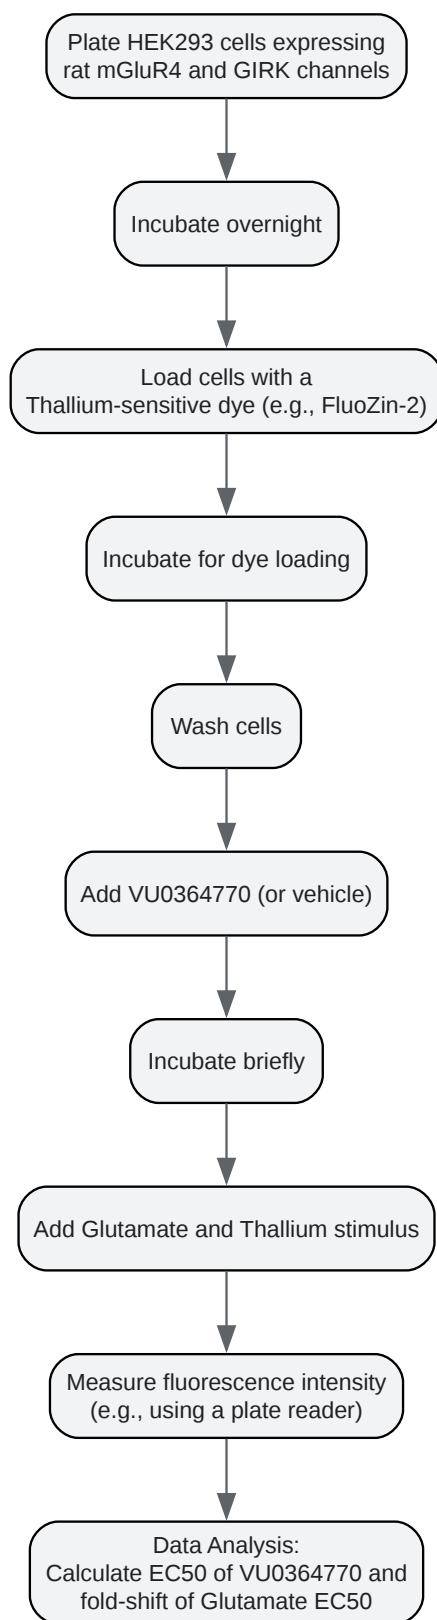 Plate HEK293 cells expressing
rat mGluR4 and GIRK channels
Incubate overnight
Load cells with a
Thallium-sensitive dye (e.g., FluoZin-2)
Incubate for dye loading
Wash cells
Add VU0364770 (or vehicle)
Incubate briefly
Add Glutamate and Thallium stimulus
Measure fluorescence intensity
(e.g., using a plate reader)
Data Analysis:
Calculate EC50 of VU0364770 and
fold-shift of Glutamate EC50